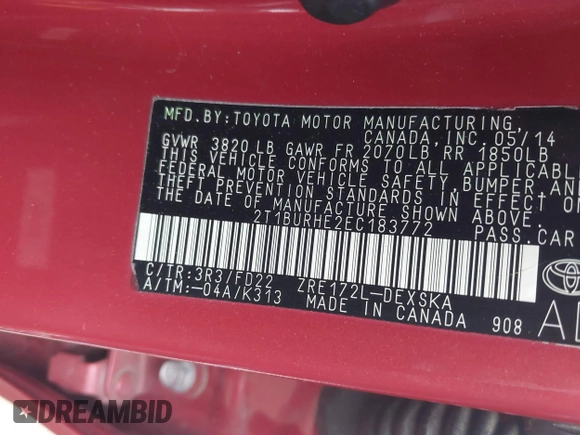 MFD.BY:TOYOTA MOTOR MANUFACTURING,
CANADA, INC. 05/14
GVWR 3820 LB GAWR FR 2070LB RR 1850LB
THIS VEHICLE CONFORMS TO ALL APPLICABLE
FEDERAL MOTOR VEHICLE SAFETY, BUMPER AND
THEFT PREVENTION STANDARDS IN EFFECT ON
THE DATE OF MANUFACTURE SHOWN ABOVE.
2T1BURHE2EC183772 PASS.CAR
C/TR:3R3/FD22 ZRE172L-DEXSKA
A/TM:-04A/K313 MADE IN CANADA 908
DREAMBID